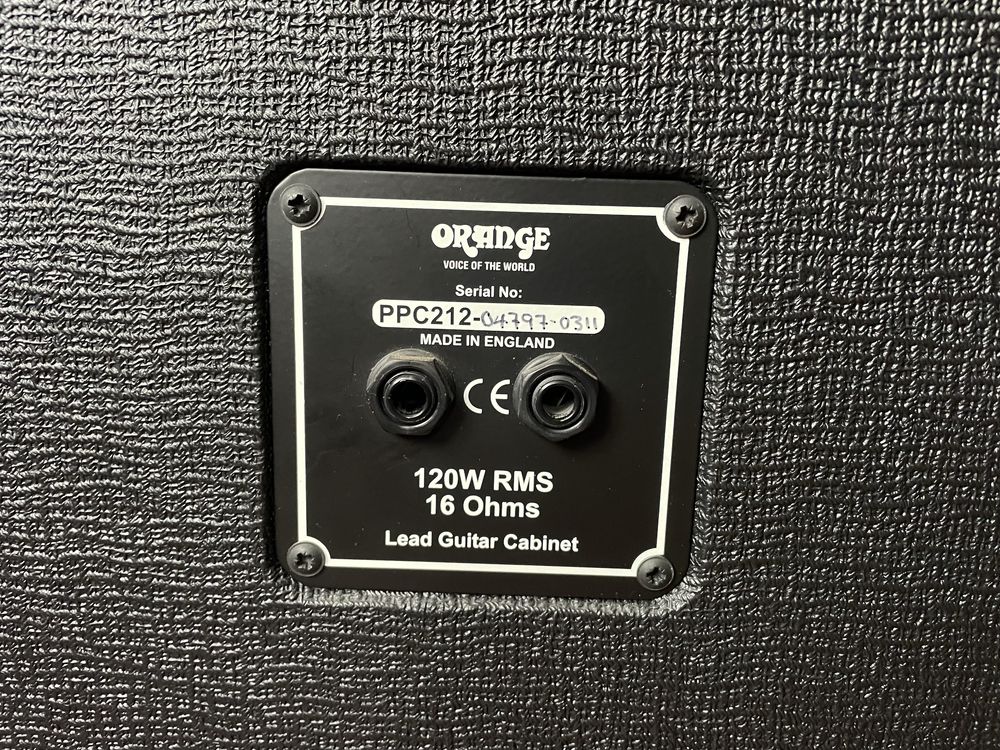 ORANGE
VOICE OF THE WORLD
Serial No:
PPC212-04797-0311
MADE IN ENGLAND
CE
120W RMS
16 Ohms
Lead Guitar Cabinet